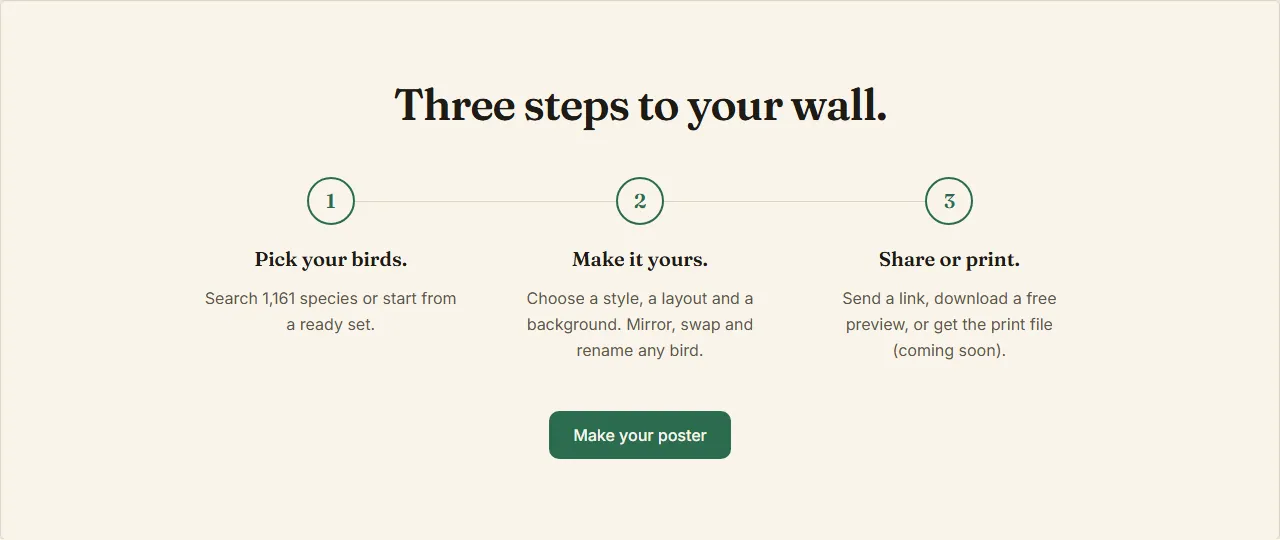 Three steps to your wall.
1
2
3
Pick your birds.
Search 1,161 species or start from
a ready set.
Make it yours.
Choose a style, a layout and a
background. Mirror, swap and
rename any bird.
Share or print.
Send a link, download a free
preview, or get the print file
(coming soon).
Make your poster